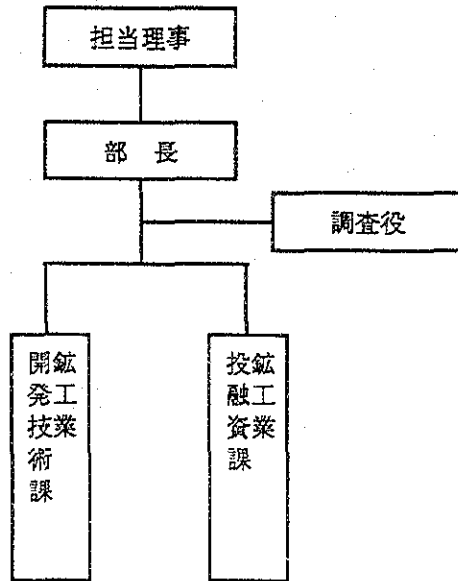 担当理事
部 長
調査役
鉱工業
開発技術課
鉱工業
投融資課